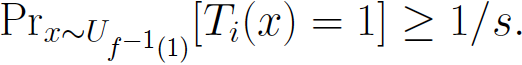 Pr_{x∼U_{f^{−1}(1)}}[T_i(x) = 1] ≥ 1/s.